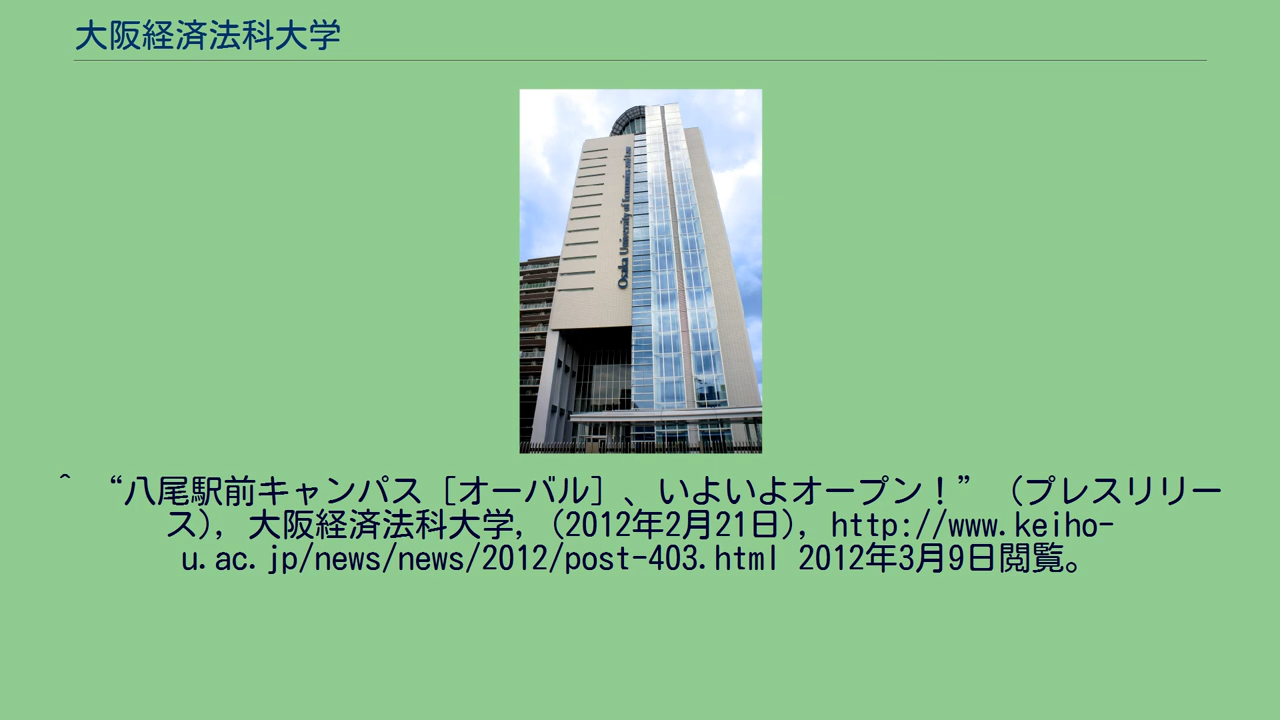 大阪経済法科大学
Osaka University of Economics and Law
^ “八尾駅前キャンパス［オーバル］、いよいよオープン！” （プレスリリー
ス), 大阪経済法科大学, (2012年2月21日), http://www.keiho-
u.ac.jp/news/news/2012/post-403.html 2012年3月9日閲覧。